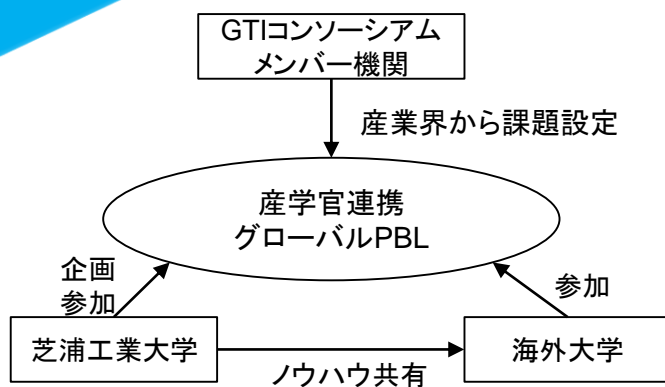 GTIコンソーシアム
メンバー機関
産業界から課題設定
産学官連携
グローバルPBL
企画
参加
参加
芝浦工業大学
海外大学
ノウハウ共有